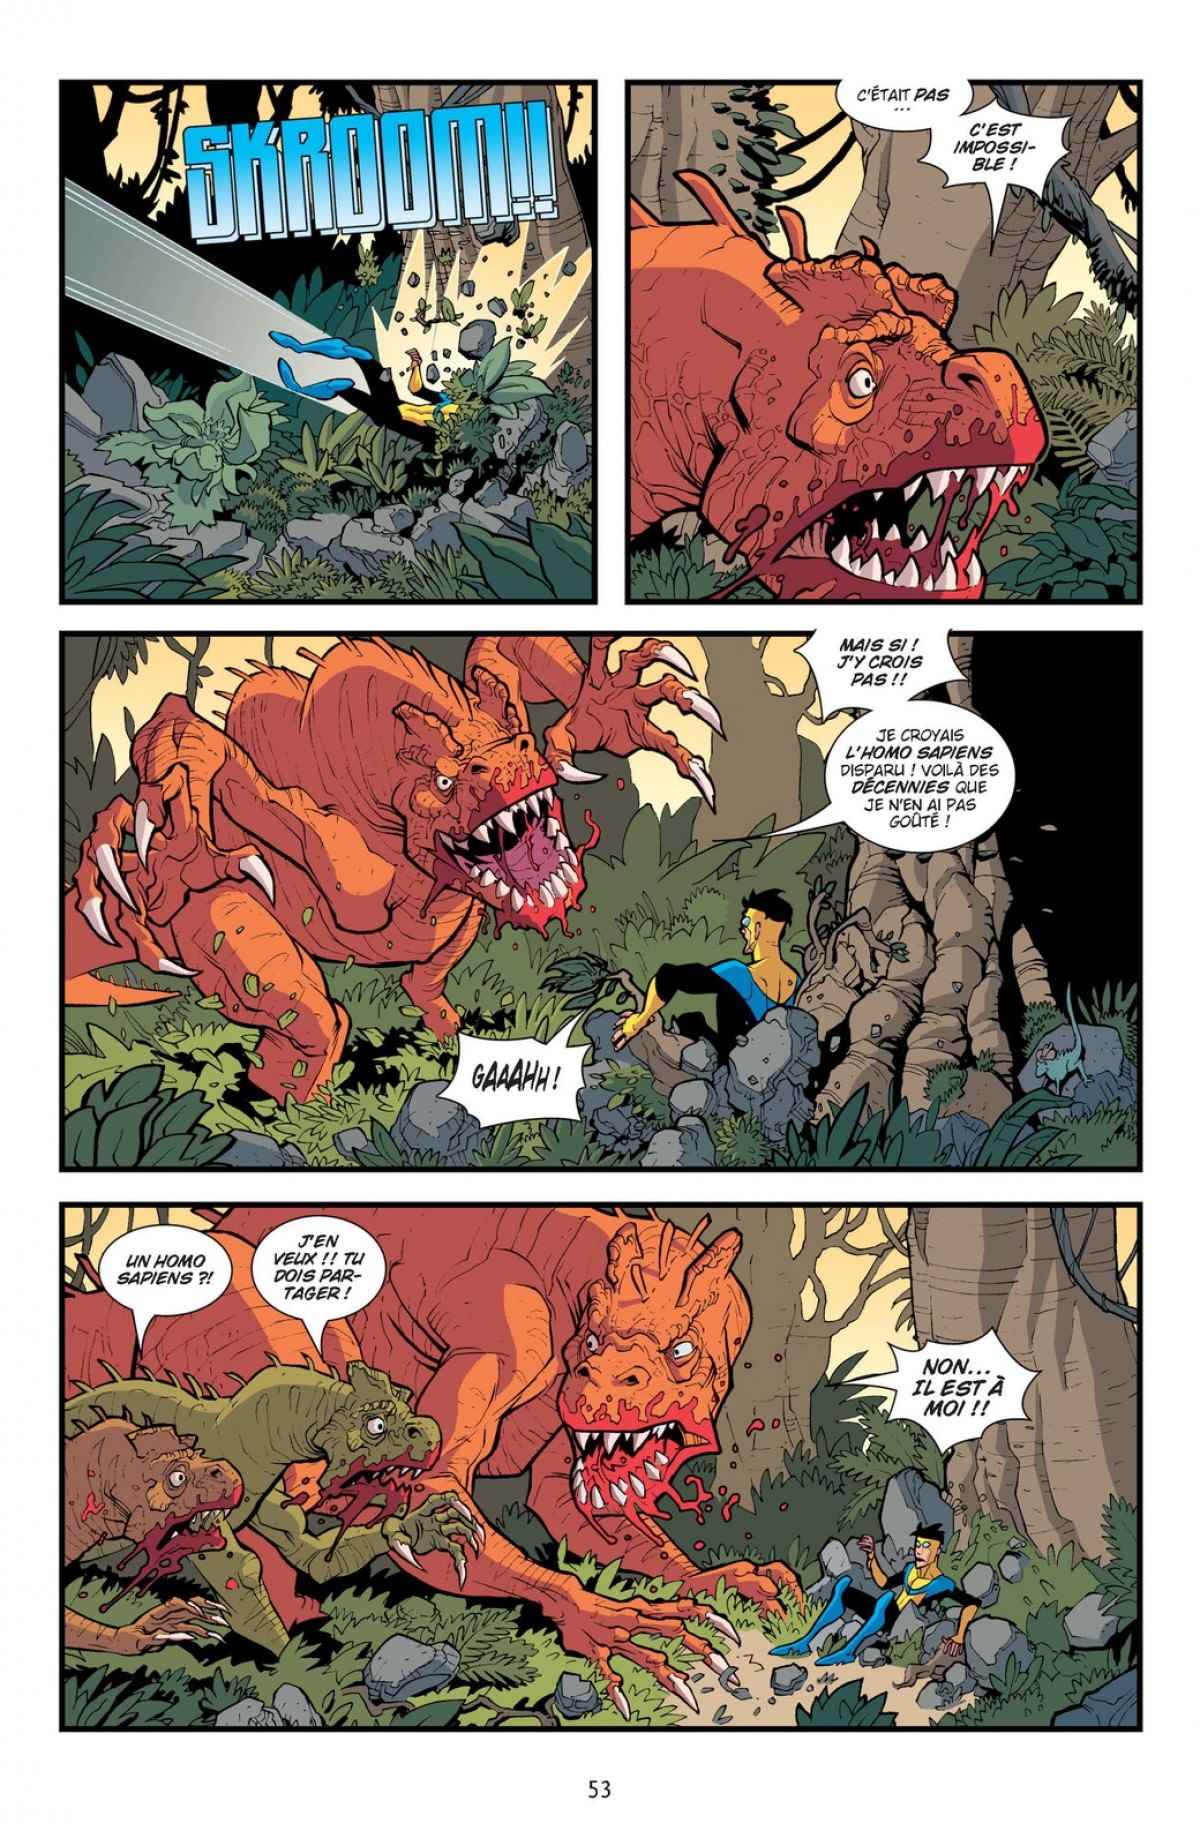 SKROOM!!
C'ÉTAIT PAS
...
C'EST
IMPOSSI-
BLE !
MAIS SI !
J'Y CROIS
PAS !!
JE CROYAIS
L'HOMO SAPIENS
DISPARU ! VOILÀ DES
DÉCENNIES QUE
JE N'EN AI PAS
GOÛTÉ !
GAAAHH !
UN HOMO
SAPIENS ?!
J'EN
VEUX !! TU
DOIS PAR-
TAGER !
NON...
IL EST À
MOI !!
53